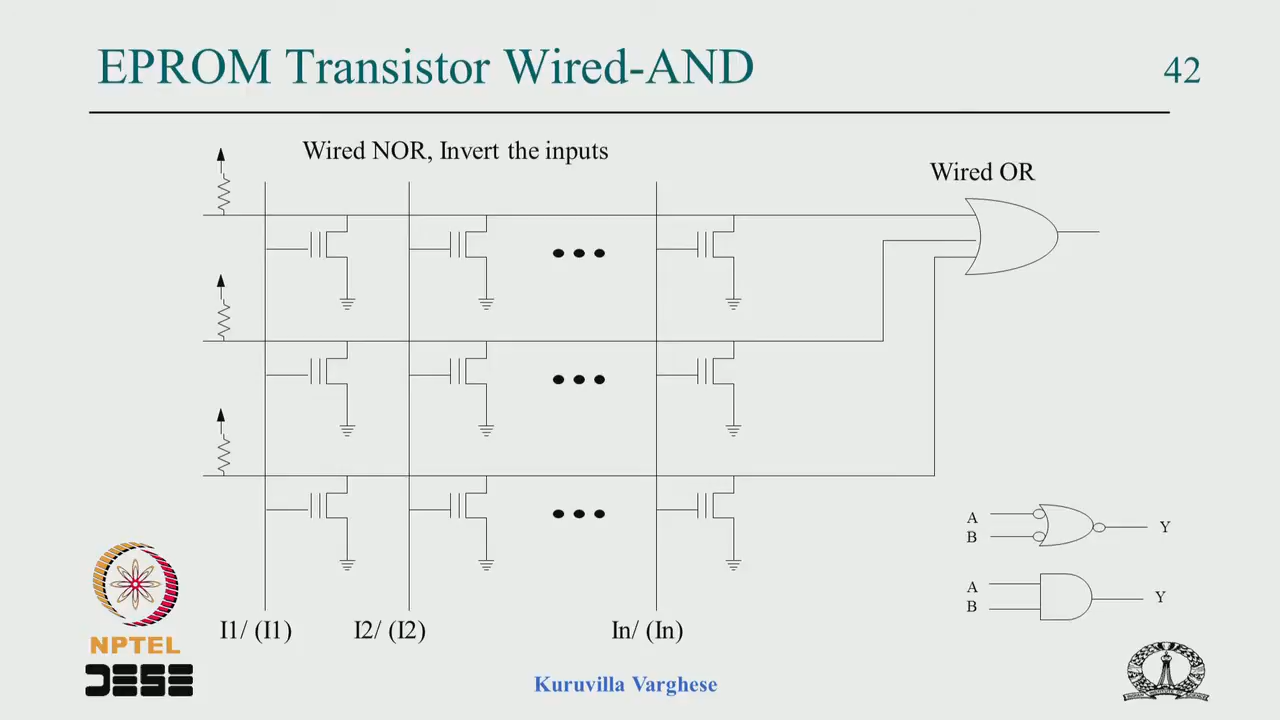 EPROM Transistor Wired-AND
42
Wired NOR, Invert the inputs
Wired OR
A
B
Y
A
B
Y
I1/ (I1)
I2/ (I2)
In/ (In)
NPTEL
DESE
Kuruvilla Varghese